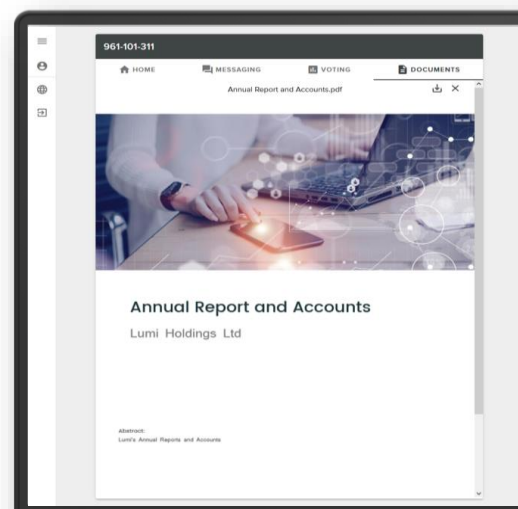 961-101-311
HOME MESSAGING VOTING DOCUMENTS
Annual Report and Accounts.pdf
Annual Report and Accounts
Lumi Holdings Ltd
Abstract:
Lumi's Annual Reports and Accounts